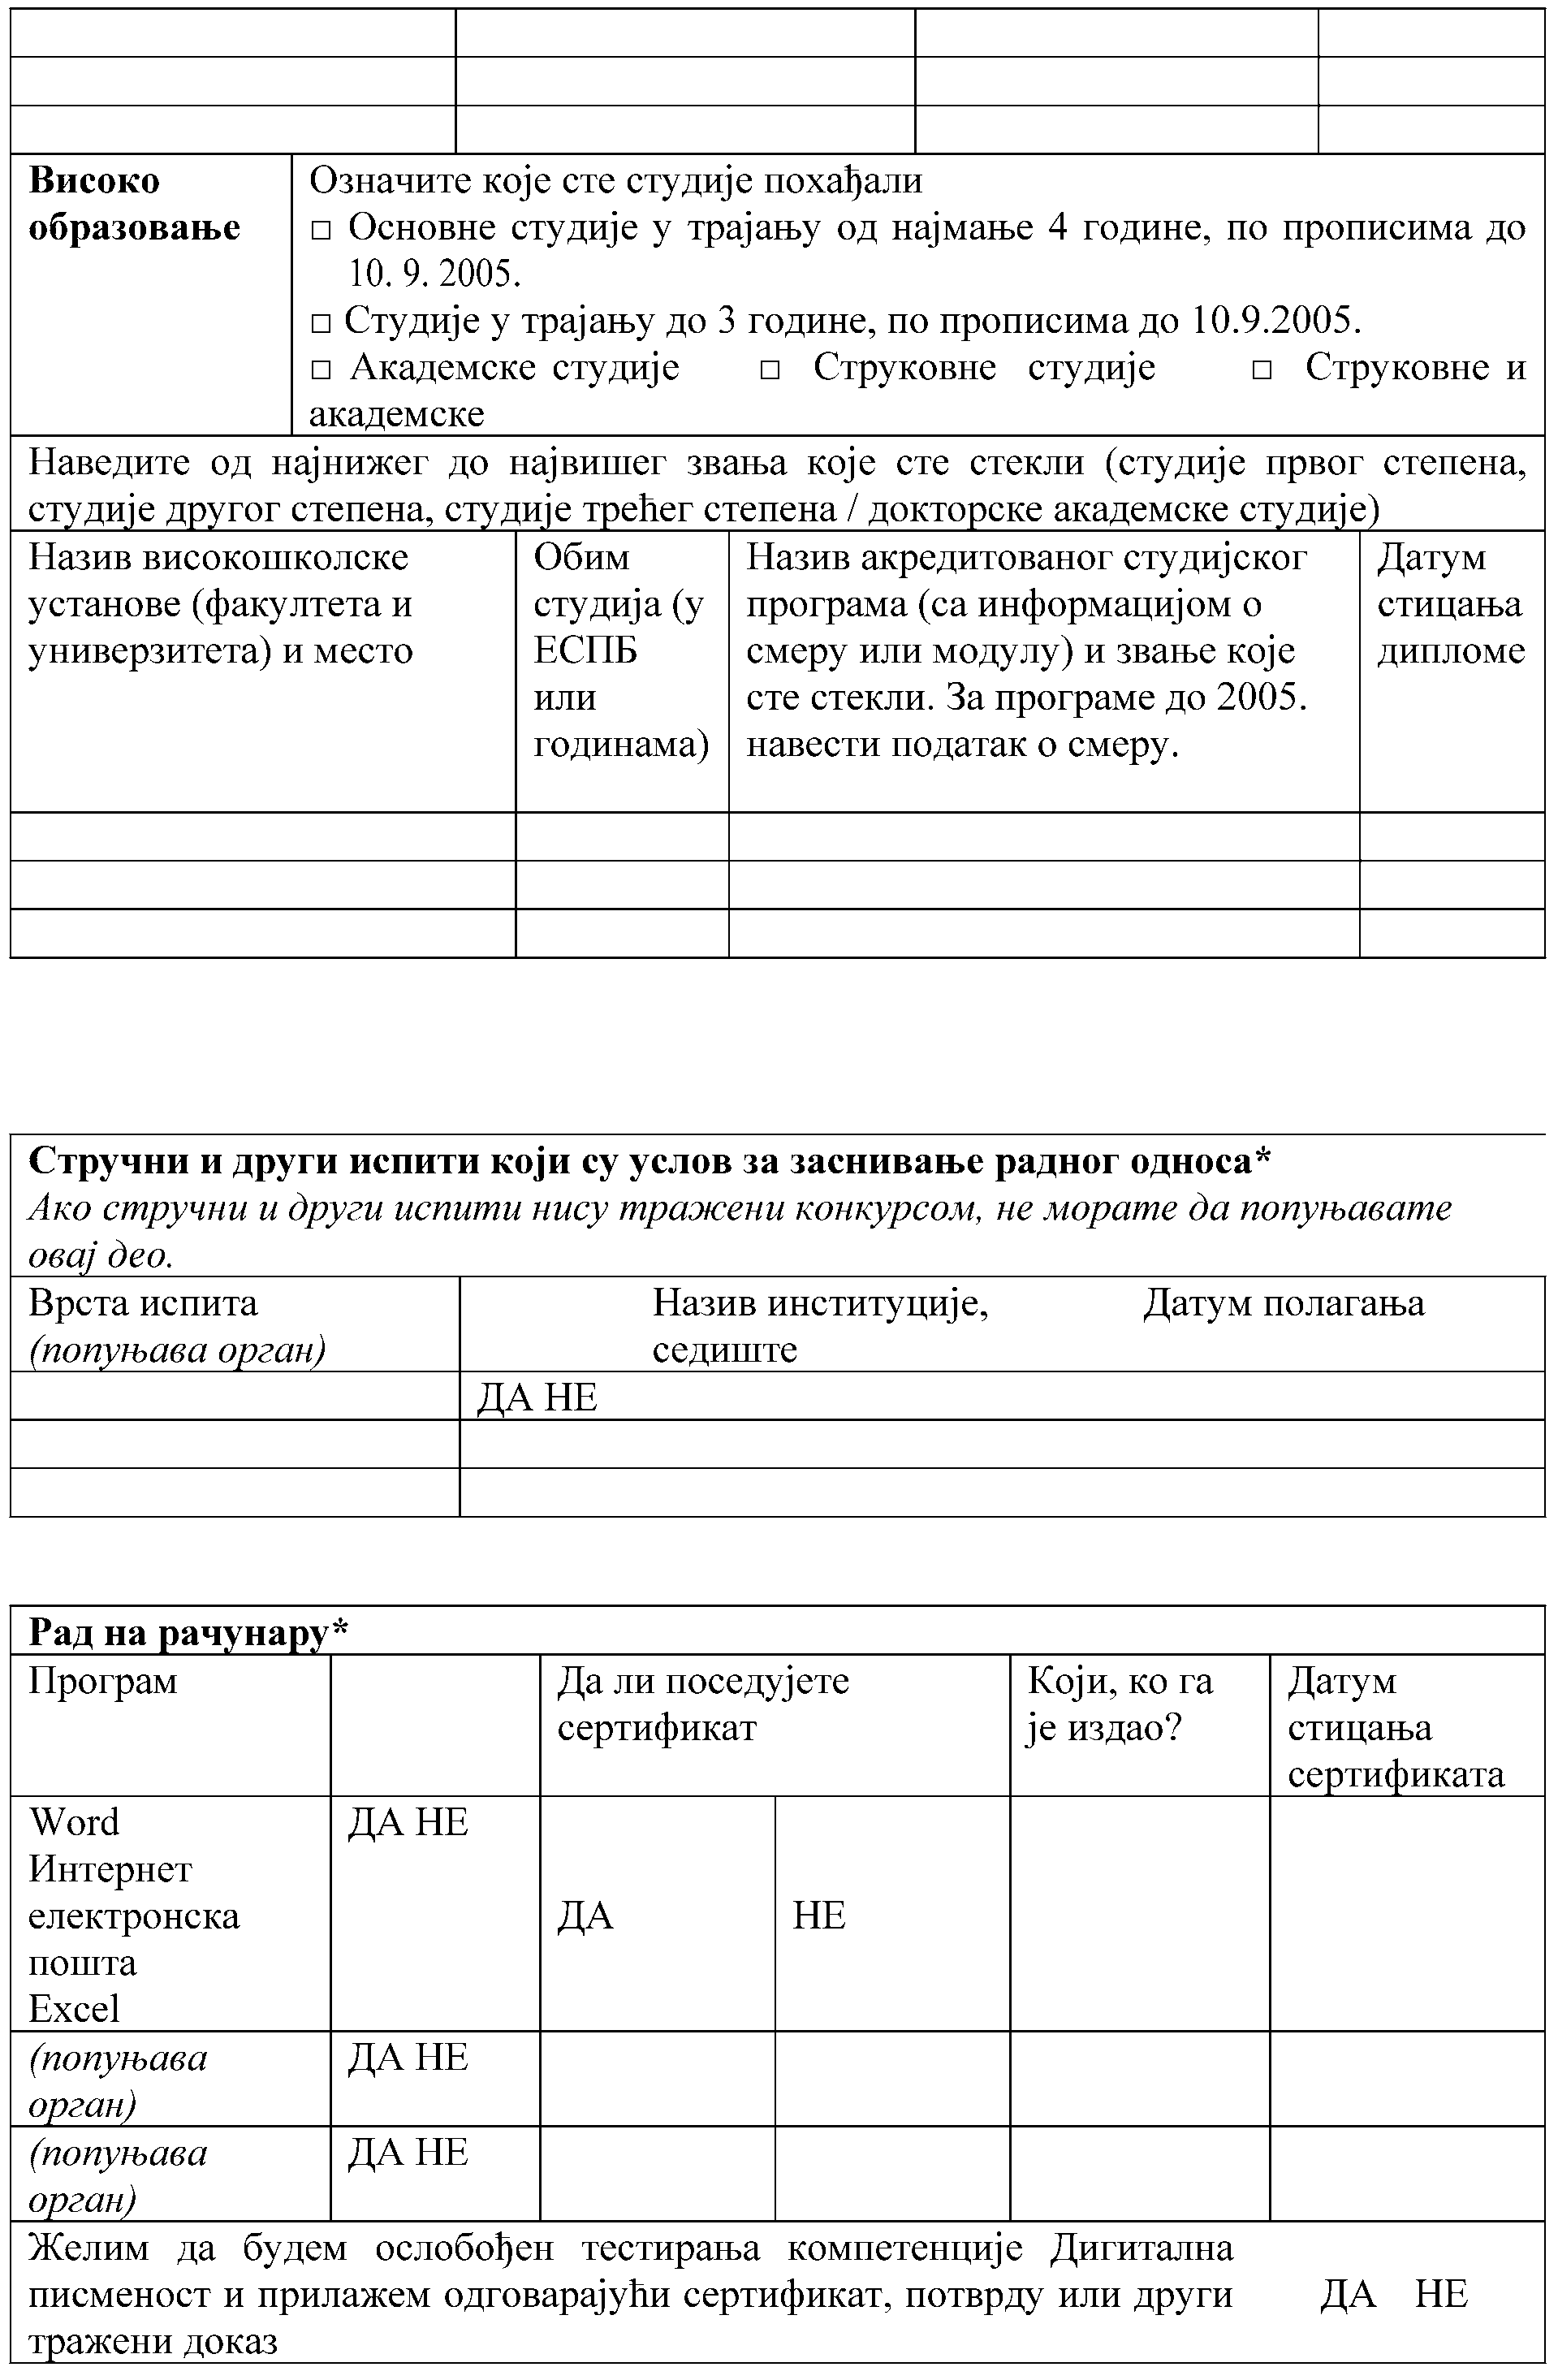 Високо
образовање
Означите које сте студије похађали
□ Основне студије у трајању од најмање 4 године, по прописима до
10. 9. 2005.
□ Студије у трајању до 3 године, по прописима до 10.9.2005.
□ Академске студије □ Струковне студије □ Струковне и
академске
Наведите од најнижег до највишег звања које сте стекли (студије првог степена,
студије другог степена, студије трећег степена / докторске академске студије)
Назив високошколске
установе (факултета и
универзитета) и место
Обим
студија (у
ЕСПБ
или
годинама)
Назив акредитованог студијског
програма (са информацијом о
смеру или модулу) и звање које
сте стекли. За програме до 2005.
навести податак о смеру.
Датум
стицања
дипломе
Стручни и други испити који су услов за заснивање радног односа*
Ако стручни и други испити нису тражени конкурсом, не морате да попуњавате
овај део.
Врста испита
(попуњава орган)
Назив институције,
седиште
Датум полагања
ДА НЕ
Рад на рачунару*
Програм
Да ли поседујете
сертификат
Који, ко га
је издао?
Датум
стицања
сертификата
Word
Интернет
електронска
пошта
Excel
ДА НЕ
ДА
НЕ
(попуњава
орган)
ДА НЕ
(попуњава
орган)
ДА НЕ
Желим да будем ослобођен тестирања компетенције Дигитална
писменост и прилажем одговарајући сертификат, потврду или други
тражени доказ
ДА НЕ